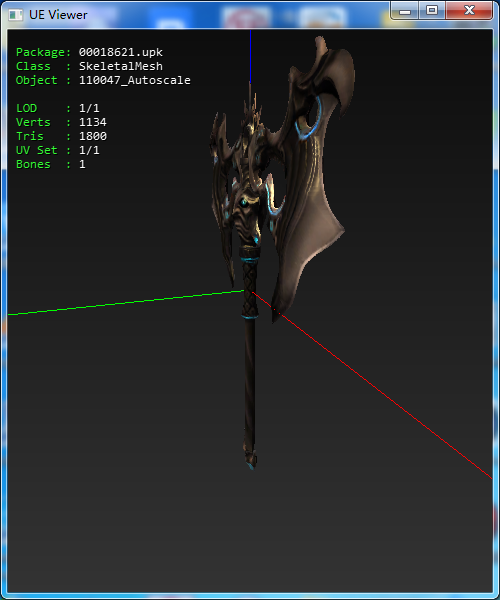 UE Viewer
Package: 00018621.upk
Class : SkeletalMesh
Object : 110047_Autoscale
LOD : 1/1
Verts : 1134
Tris : 1800
UV Set : 1/1
Bones : 1